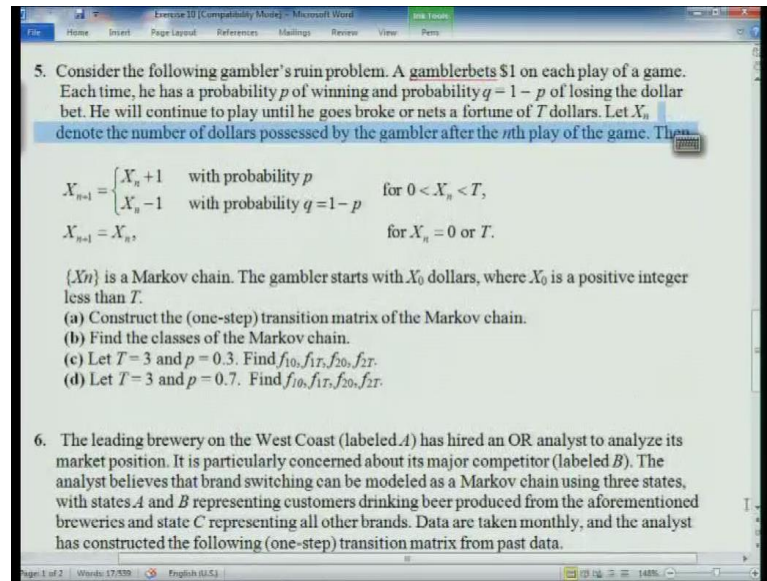 Exercise 10 [Compatibility Mode] - Microsoft Word
Ink Tools
File Home Insert Page Layout References Mailings Review View Pens
5. Consider the following gambler's ruin problem. A gamblerbets $1 on each play of a game.
Each time, he has a probability p of winning and probability q = 1 – p of losing the dollar
bet. He will continue to play until he goes broke or nets a fortune of T dollars. Let Xₙ
denote the number of dollars possessed by the gambler after the nth play of the game. Then
Xₙ₊₁ = { Xₙ + 1 with probability p
Xₙ − 1 with probability q = 1 − p for 0 < Xₙ < T,
Xₙ₊₁ = Xₙ, for Xₙ = 0 or T.
{Xn} is a Markov chain. The gambler starts with X₀ dollars, where X₀ is a positive integer
less than T.
(a) Construct the (one-step) transition matrix of the Markov chain.
(b) Find the classes of the Markov chain.
(c) Let T = 3 and p = 0.3. Find f10, f1T, f20, f2T.
(d) Let T = 3 and p = 0.7. Find f10, f1T, f20, f2T.
6. The leading brewery on the West Coast (labeled A) has hired an OR analyst to analyze its
market position. It is particularly concerned about its major competitor (labeled B). The
analyst believes that brand switching can be modeled as a Markov chain using three states,
with states A and B representing customers drinking beer produced from the aforementioned
breweries and state C representing all other brands. Data are taken monthly, and the analyst
has constructed the following (one-step) transition matrix from past data.
Page: 1 of 2 Words: 17/539 English (U.S.) 148%